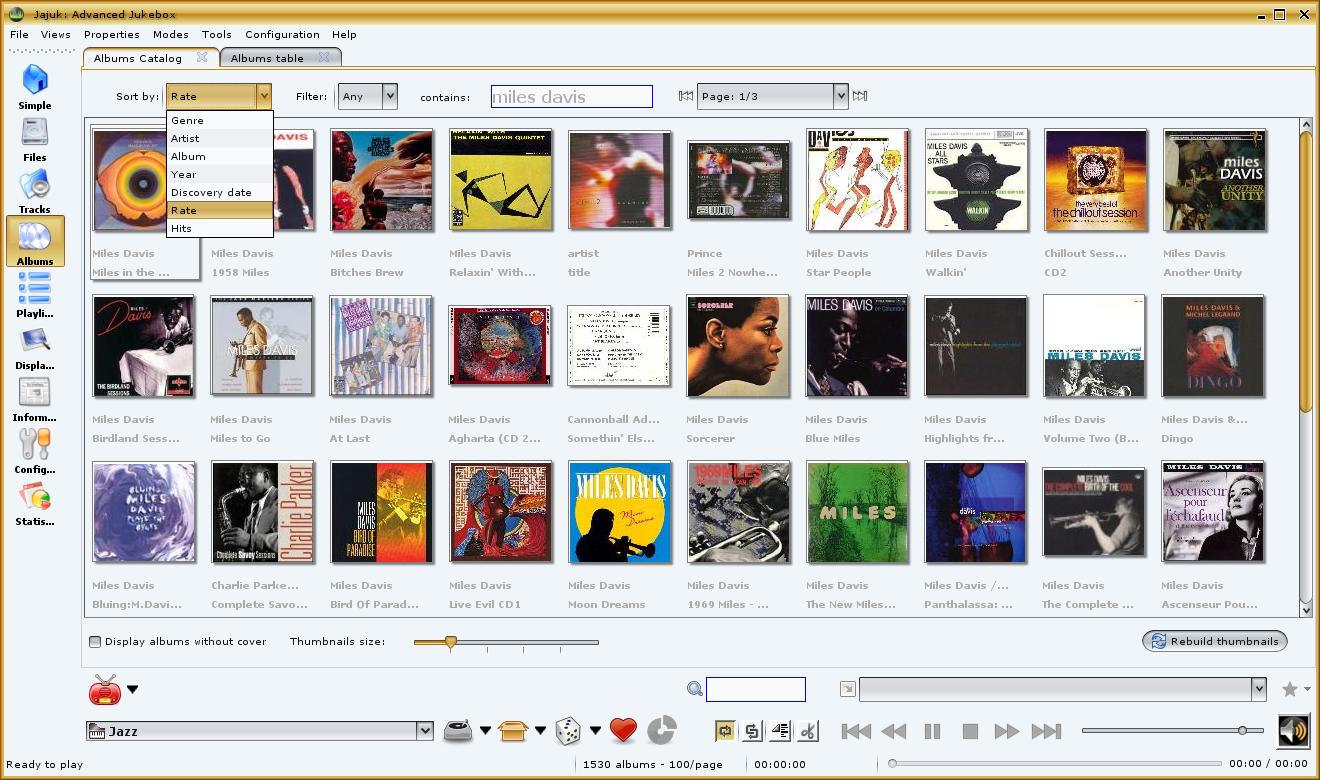 Jajuk: Advanced Jukebox
File Views Properties Modes Tools Configuration Help
Albums Catalog Albums table
Sort by: Rate Filter: Any contains: miles davis Page: 1/3
Genre
Artist
Album
Year
Discovery date
Rate
Hits
Simple
Files
Tracks
Albums
Playli...
Displa...
Inform...
Config...
Statis...
Miles Davis Miles Davis Miles Davis Miles Davis artist Prince Miles Davis Miles Davis Chillout Sess... Miles Davis
Miles in the ... 1958 Miles Bitches Brew Relaxin' With... title Miles 2 Nowhe... Star People Walkin' CD2 Another Unity
Miles Davis Miles Davis Miles Davis Miles Davis Cannonball Ad... Miles Davis Miles Davis Miles Davis Miles Davis Miles Davis &...
Birdland Sess... Miles to Go At Last Agharta (CD 2... Somethin' Els... Sorcerer Blue Miles Highlights fr... Volume Two (B... Dingo
Miles Davis Charlie Parke... Miles Davis Miles Davis Miles Davis Miles Davis Miles Davis Miles Davis /... Miles Davis Miles Davis
Bluing:M.Davi... Complete Savo... Bird Of Parad... Live Evil CD1 Moon Dreams 1969 Miles - ... The New Miles... Panthalassa: ... The Complete ... Ascenseur Pou...
Display albums without cover Thumbnails size: Rebuild thumbnails
Jazz
Ready to play 1530 albums - 100/page 00:00:00 00:00 / 00:00